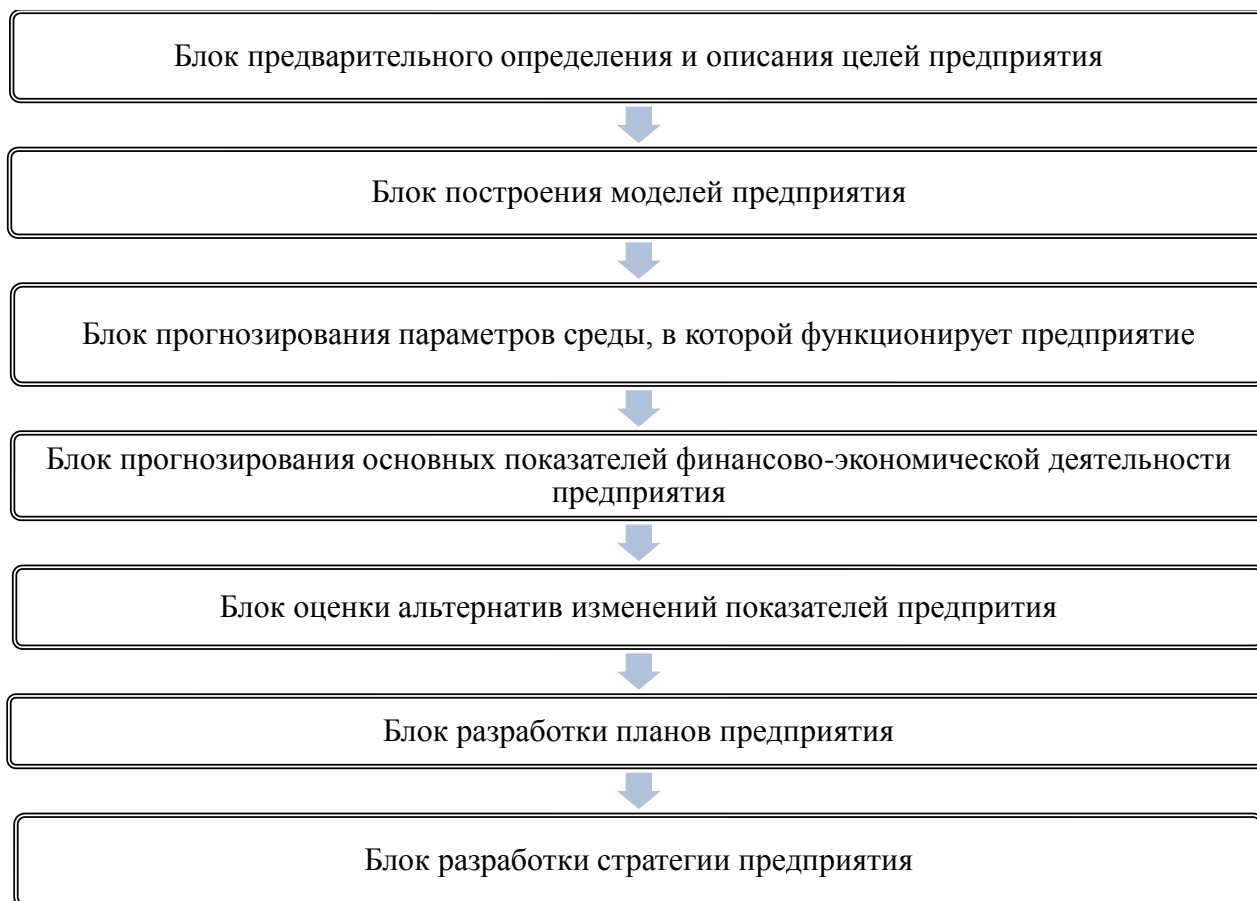 Блок предварительного определения и описания целей предприятия
Блок построения моделей предприятия
Блок прогнозирования параметров среды, в которой функционирует предприятие
Блок прогнозирования основных показателей финансово-экономической деятельности
предприятия
Блок оценки альтернатив изменений показателей предпрития
Блок разработки планов предприятия
Блок разработки стратегии предприятия